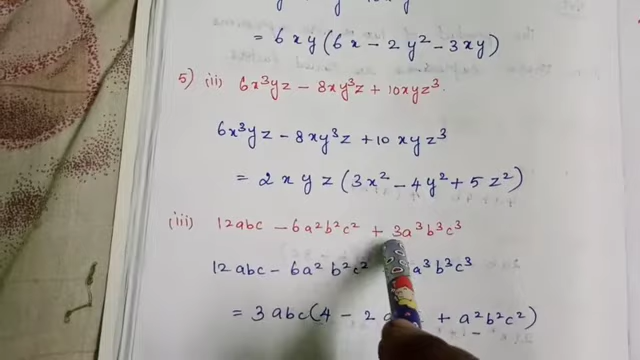 = 6xy(6x − 2y² − 3xy)
5) (ii) 6x³yz − 8xy³z + 10xyz³.
6x³yz − 8xy³z + 10xyz³
= 2xyz(3x² − 4y² + 5z²)
(iii) 12abc − 6a²b²c² + 3a³b³c³
12abc − 6a²b²c² a³b³c³
= 3abc(4 − 2a + a²b²c²)